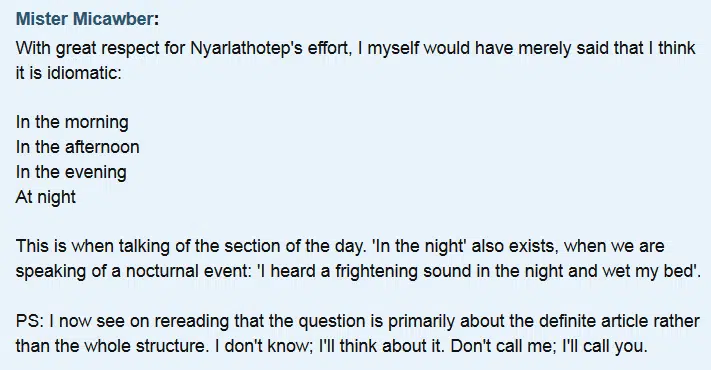 Mister Micawber:
With great respect for Nyarlathotep's effort, I myself would have merely said that I think
it is idiomatic:
In the morning
In the afternoon
In the evening
At night
This is when talking of the section of the day. 'In the night' also exists, when we are
speaking of a nocturnal event: 'I heard a frightening sound in the night and wet my bed'.
PS: I now see on rereading that the question is primarily about the definite article rather
than the whole structure. I don't know; I'll think about it. Don't call me; I'll call you.